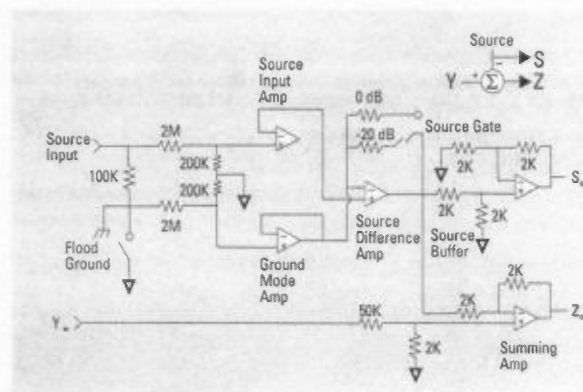 Source
S
Y + Σ Z
Source
Input
Amp
0 dB
-20 dB
Source Gate
Source
Input
2M
200K
2K
2K
100K
200K
2K
2K
2M
Flood
Ground
Ground
Mode
Amp
Source
Difference
Amp
Source
Buffer
2K
50K
2K
2K
Summing
Amp